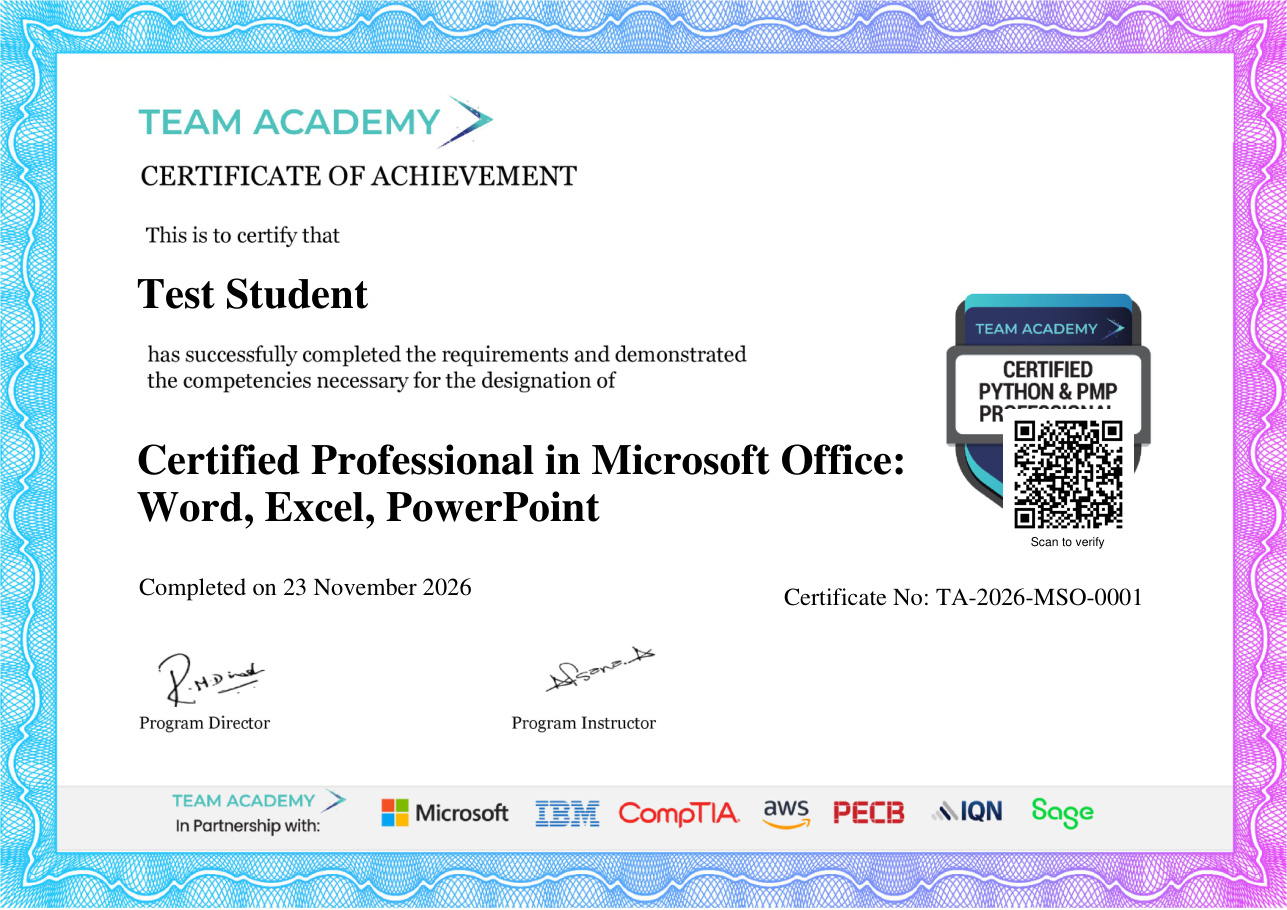 TEAM ACADEMY
CERTIFICATE OF ACHIEVEMENT
This is to certify that
Test Student
has successfully completed the requirements and demonstrated
the competencies necessary for the designation of
TEAM ACADEMY
CERTIFIED
PYTHON & PMP
Certified Professional in Microsoft Office:
Word, Excel, PowerPoint
Scan to verify
Completed on 23 November 2026
Certificate No: TA-2026-MSO-0001
Program Director
Program Instructor
TEAM ACADEMY
In Partnership with:
Microsoft
IBM
CompTIA.
aws
PECB
IQN
Sage